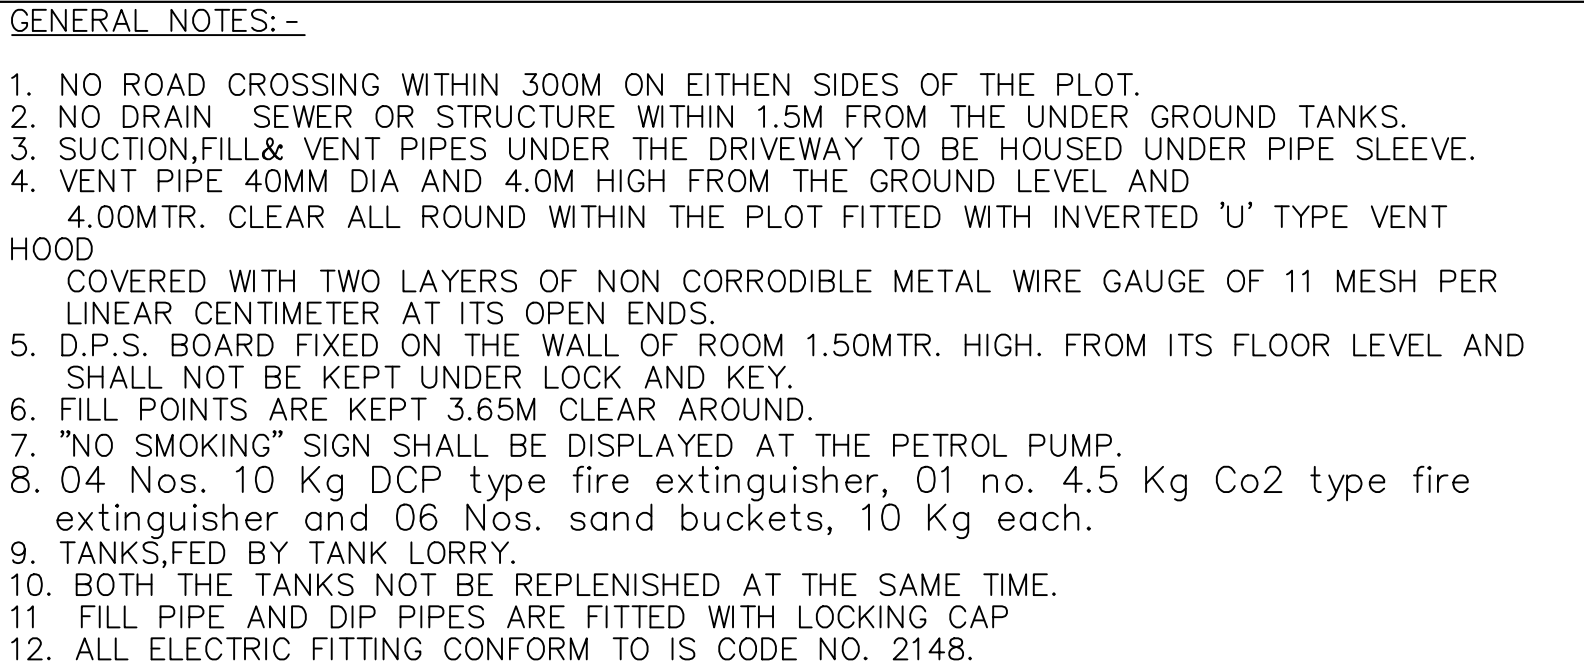 GENERAL NOTES:-
1. NO ROAD CROSSING WITHIN 300M ON EITHEN SIDES OF THE PLOT.
2. NO DRAIN SEWER OR STRUCTURE WITHIN 1.5M FROM THE UNDER GROUND TANKS.
3. SUCTION,FILL& VENT PIPES UNDER THE DRIVEWAY TO BE HOUSED UNDER PIPE SLEEVE.
4. VENT PIPE 40MM DIA AND 4.0M HIGH FROM THE GROUND LEVEL AND
4.00MTR. CLEAR ALL ROUND WITHIN THE PLOT FITTED WITH INVERTED 'U' TYPE VENT
HOOD
COVERED WITH TWO LAYERS OF NON CORRODIBLE METAL WIRE GAUGE OF 11 MESH PER
LINEAR CENTIMETER AT ITS OPEN ENDS.
5. D.P.S. BOARD FIXED ON THE WALL OF ROOM 1.50MTR. HIGH. FROM ITS FLOOR LEVEL AND
SHALL NOT BE KEPT UNDER LOCK AND KEY.
6. FILL POINTS ARE KEPT 3.65M CLEAR AROUND.
7. "NO SMOKING" SIGN SHALL BE DISPLAYED AT THE PETROL PUMP.
8. 04 Nos. 10 Kg DCP type fire extinguisher, 01 no. 4.5 Kg Co2 type fire
extinguisher and 06 Nos. sand buckets, 10 Kg each.
9. TANKS,FED BY TANK LORRY.
10. BOTH THE TANKS NOT BE REPLENISHED AT THE SAME TIME.
11 FILL PIPE AND DIP PIPES ARE FITTED WITH LOCKING CAP
12. ALL ELECTRIC FITTING CONFORM TO IS CODE NO. 2148.